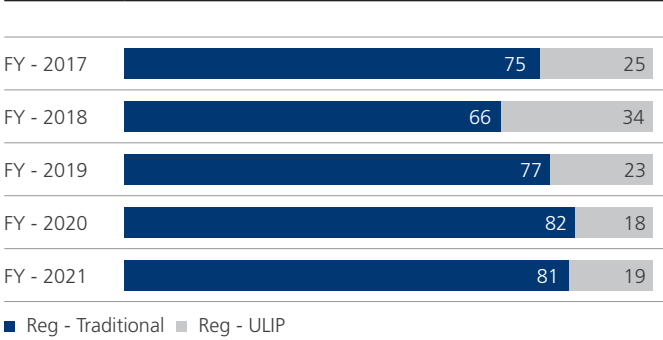 FY - 2017 75 25
FY - 2018 66 34
FY - 2019 77 23
FY - 2020 82 18
FY - 2021 81 19
Reg - Traditional Reg - ULIP